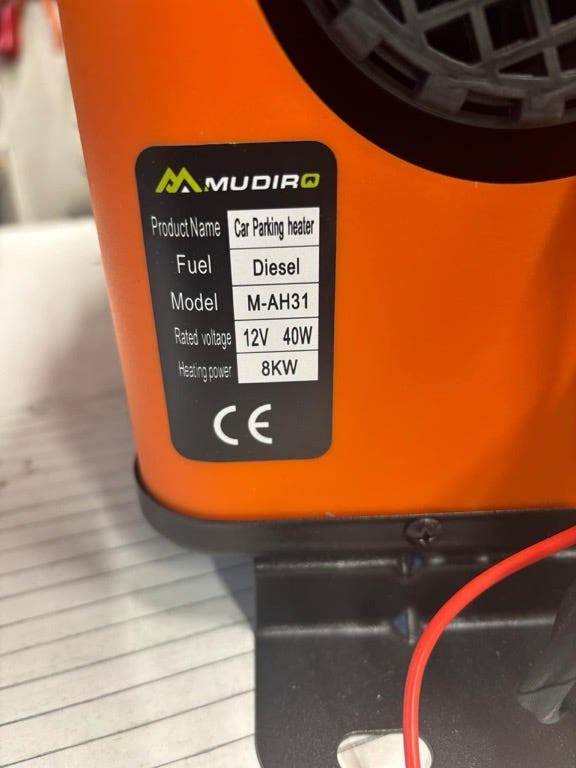 MUDIRQ
Product Name Car Parking heater
Fuel Diesel
Model M-AH31
Rated voltage 12V 40W
Heating power 8KW
CE